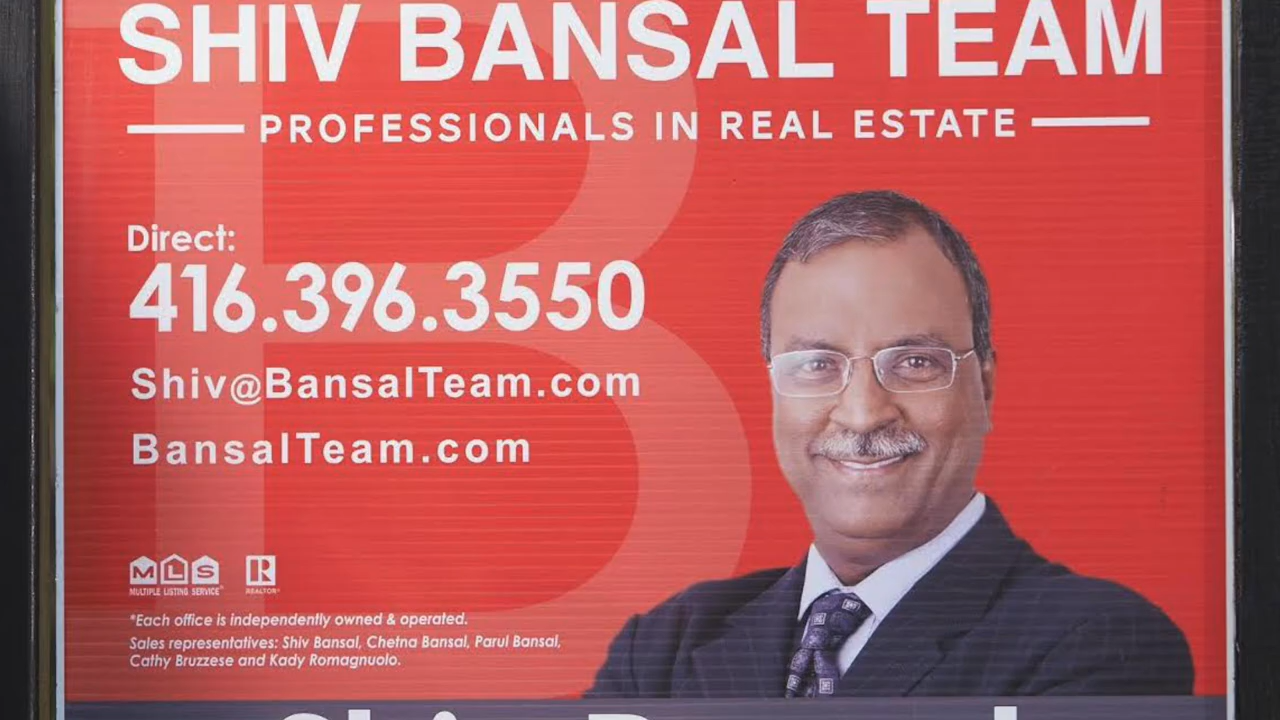 SHIV BANSAL TEAM
PROFESSIONALS IN REAL ESTATE
Direct:
416.396.3550
Shiv@BansalTeam.com
BansalTeam.com
MLS R
MULTIPLE LISTING SERVICE REALTOR
*Each office is independently owned & operated.
Sales representatives: Shiv Bansal, Chetna Bansal, Parul Bansal,
Cathy Bruzzese and Kady Romagnuolo.
Shiv Bansal